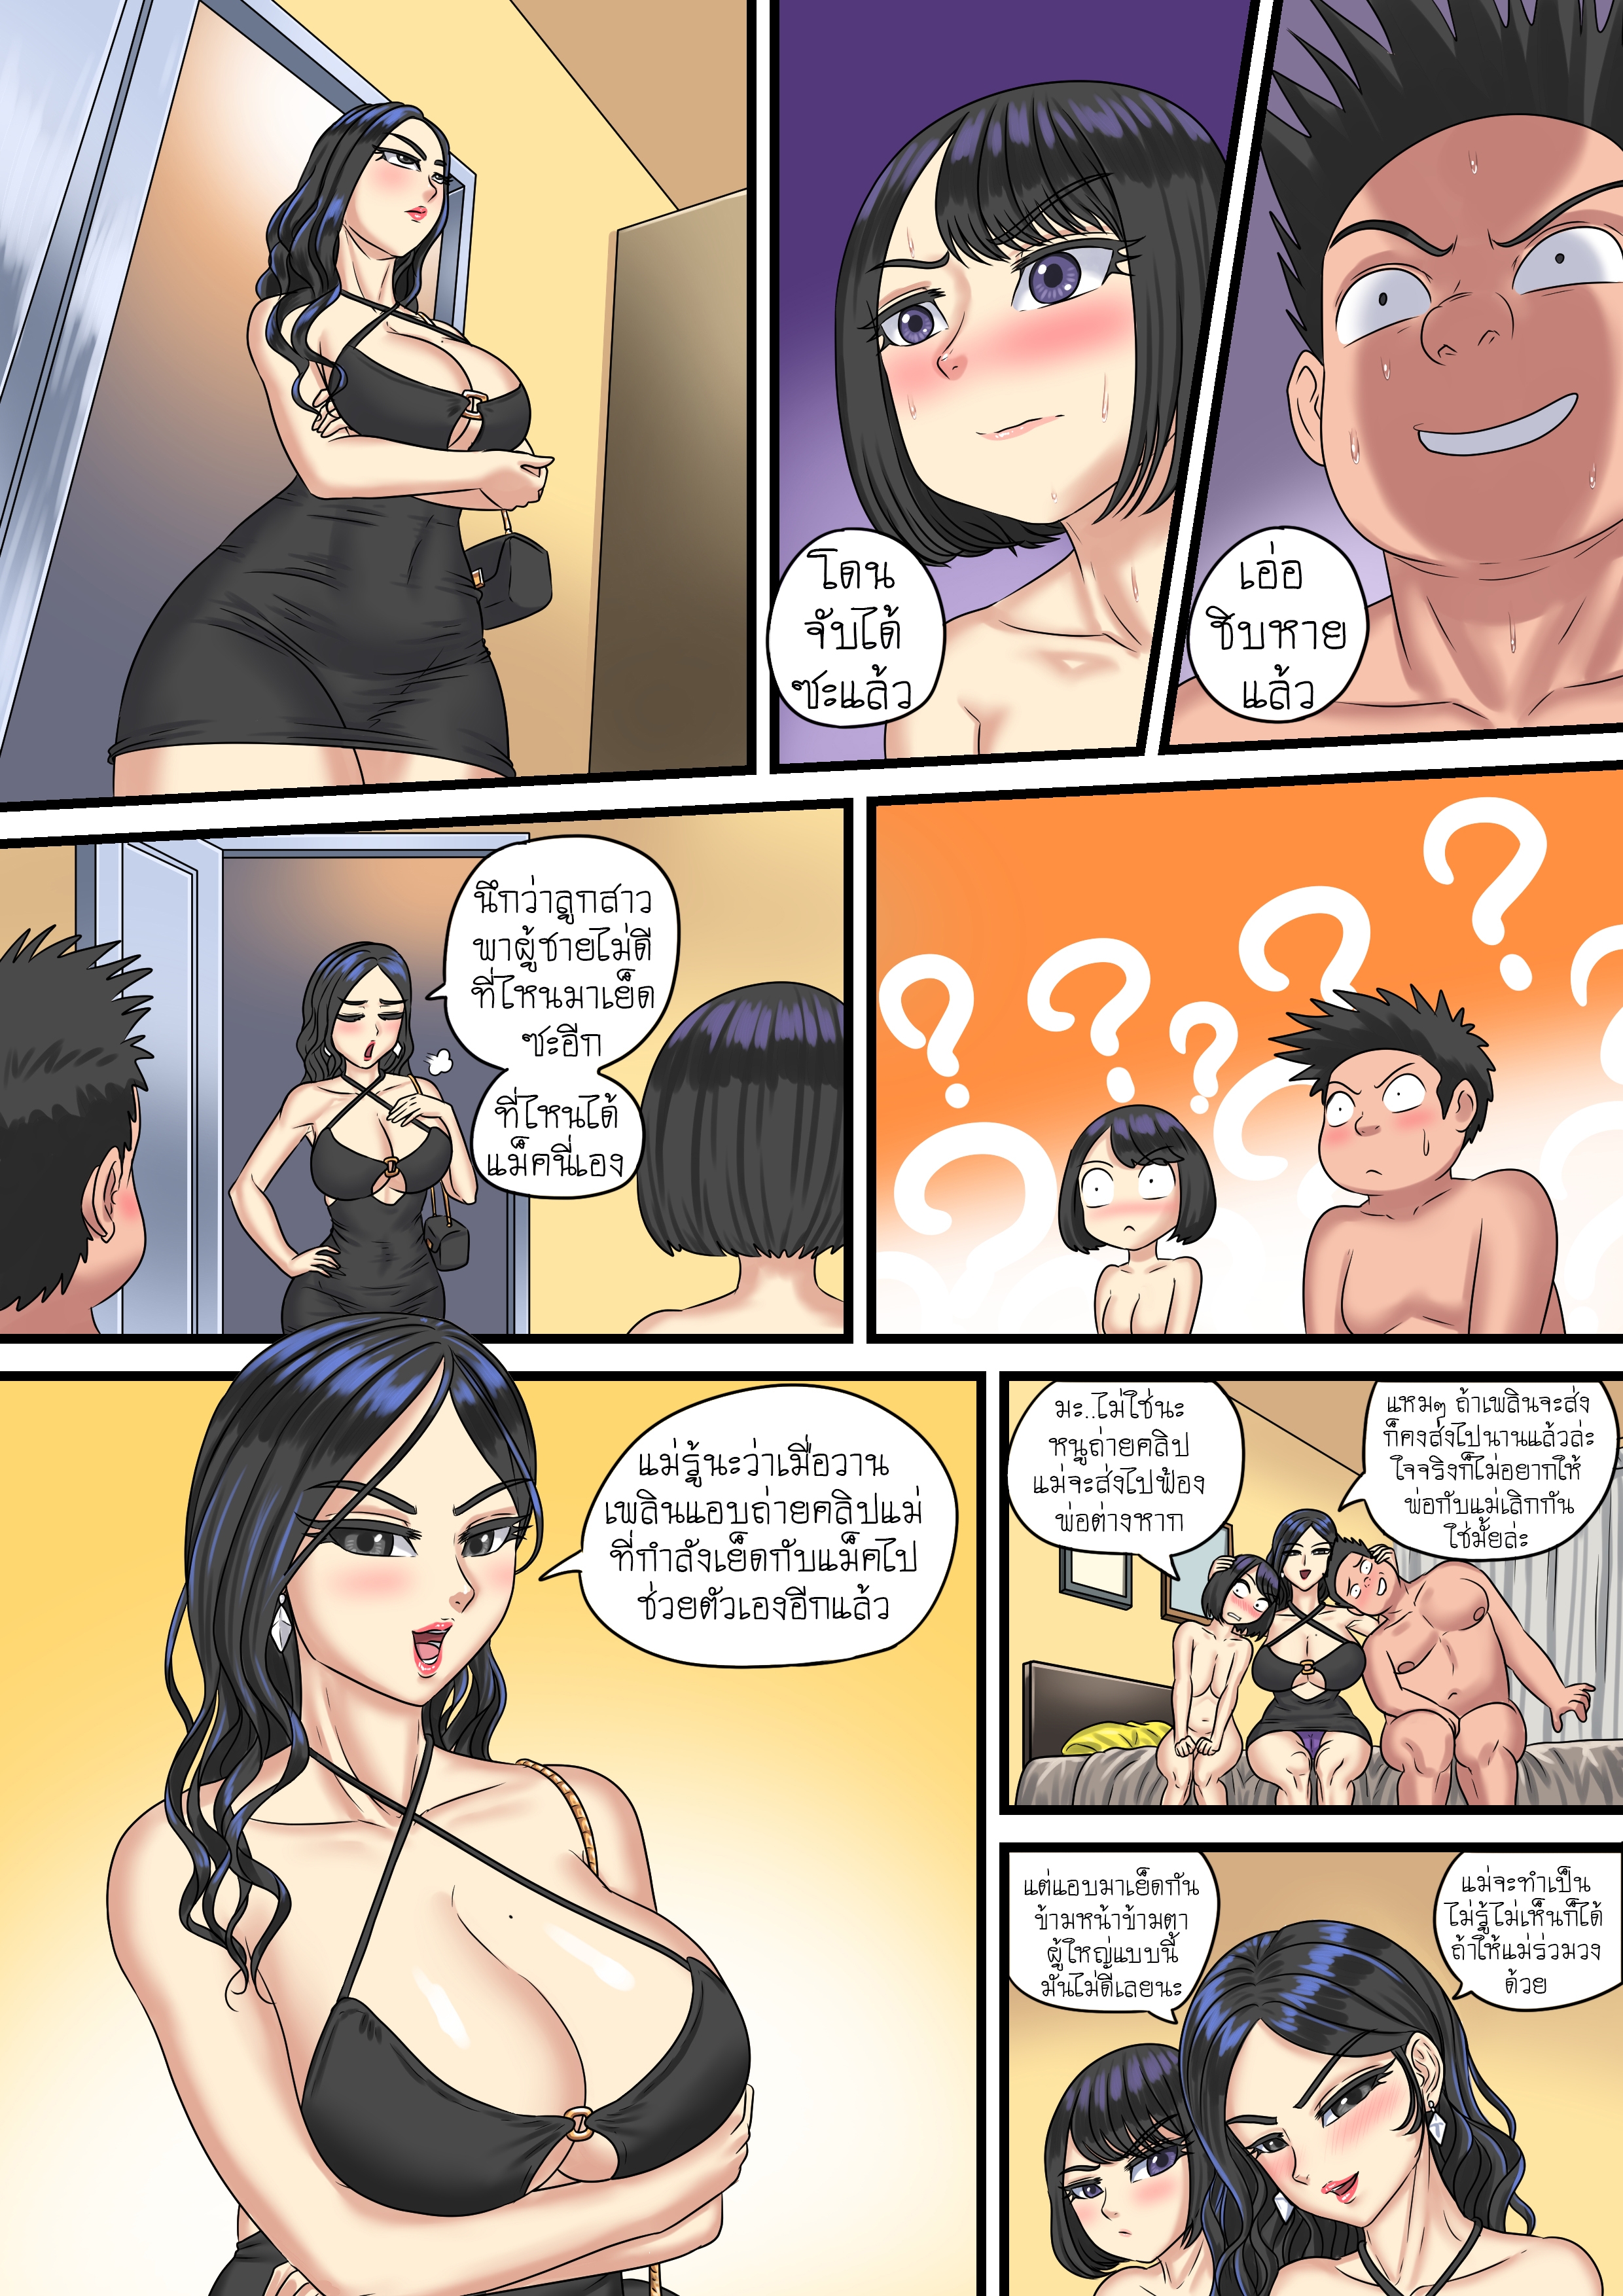 โดน
จับได้
ซะแล้ว
เอ่อ
ชิบหาย
แล้ว
นึกว่าลูกสาว
พาผู้ชายไม่ดี
ที่ไหนมาเย็ด
ซะอีก
ที่ไหนได้
แม็คนี่เอง
?
?
?
?
แม่รู้นะว่าเมื่อวาน
เพลินแอบถ่ายคลิปแม่
ที่กำลังเย็ดกับแม็คไป
ช่วยตัวเองอีกแล้ว
มะ..ไม่ใช่นะ
หนูถ่ายคลิป
แม่จะส่งไปฟ้อง
พ่อต่างหาก
แหมๆ ถ้าเพลินจะส่ง
ก็คงส่งไปนานแล้วล่ะ
ใจจริงก็ไม่อยากให้
พ่อกับแม่เลิกกัน
ใช่มั้ยล่ะ
แต่แอบมาเย็ดกัน
ข้ามหน้าข้ามตา
ผู้ใหญ่แบบนี้
มันไม่ดีเลยนะ
แม่จะทำเป็น
ไม่รู้ไม่เห็นก็ได้
ถ้าให้แม่ร่วมวง
ด้วย